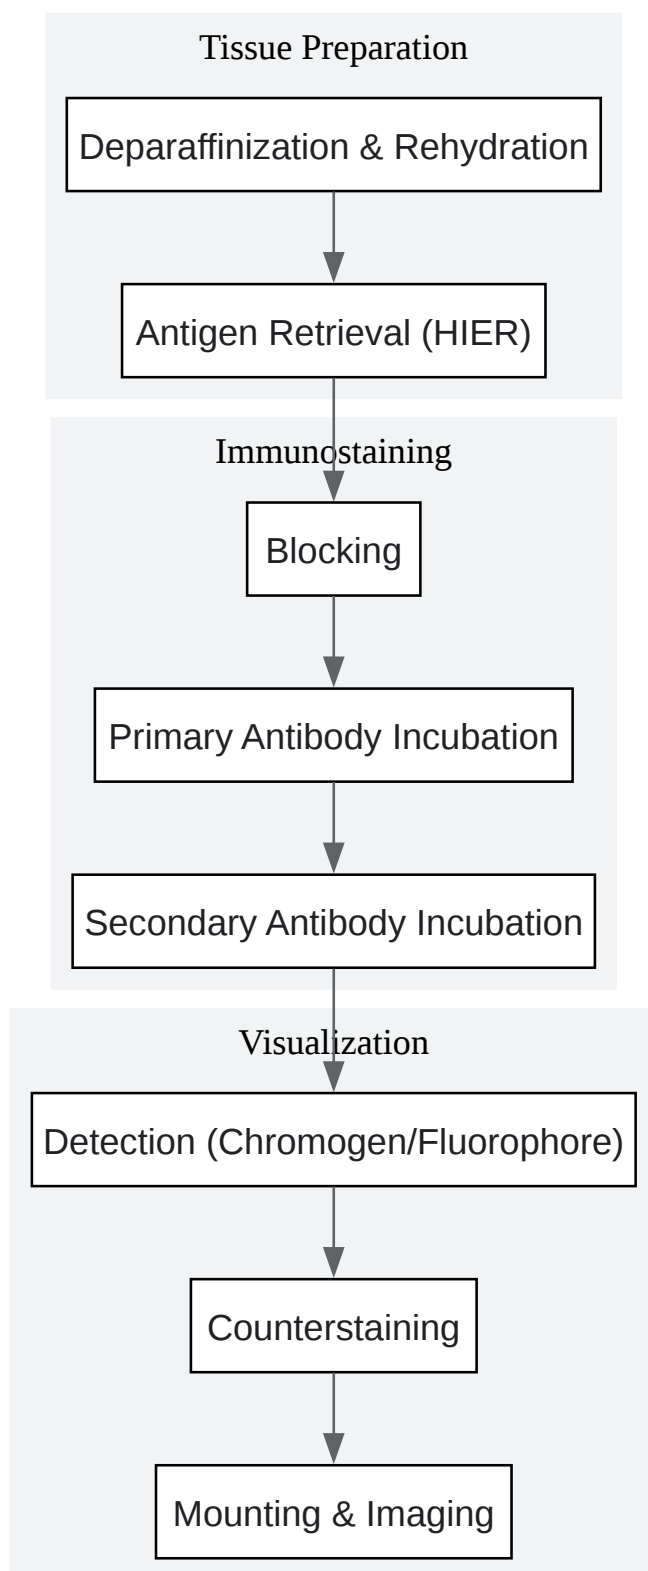 Tissue Preparation
Deparaffinization & Rehydration
Antigen Retrieval (HIER)
Immunostaining
Blocking
Primary Antibody Incubation
Secondary Antibody Incubation
Visualization
Detection (Chromogen/Fluorophore)
Counterstaining
Mounting & Imaging